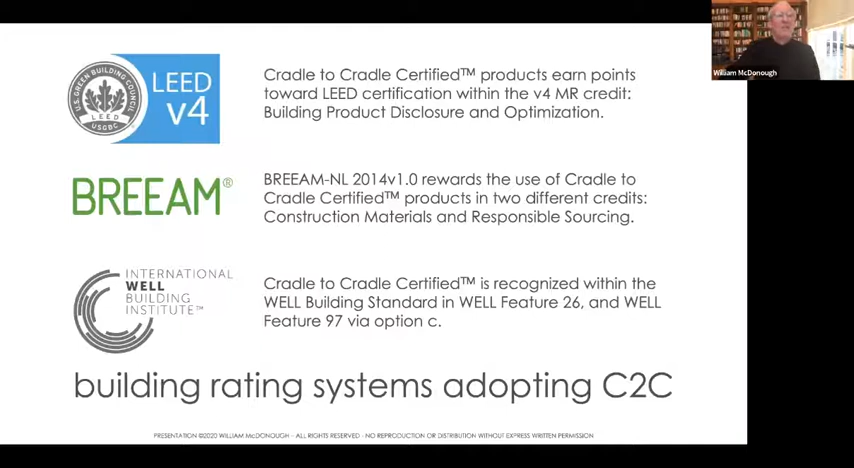 William McDonough
U.S. GREEN BUILDING COUNCIL
LEED
USGBC
LEED
v4
Cradle to Cradle Certified™ products earn points
toward LEED certification within the v4 MR credit:
Building Product Disclosure and Optimization.
BREEAM®
BREEAM-NL 2014v1.0 rewards the use of Cradle to
Cradle Certified™ products in two different credits:
Construction Materials and Responsible Sourcing.
INTERNATIONAL
WELL
BUILDING
INSTITUTE™
Cradle to Cradle Certified™ is recognized within the
WELL Building Standard in WELL Feature 26, and WELL
Feature 97 via option c.
building rating systems adopting C2C
PRESENTATION ©2020 WILLIAM McDONOUGH – ALL RIGHTS RESERVED - NO REPRODUCTION OR DISTRIBUTION WITHOUT EXPRESS WRITTEN PERMISSION